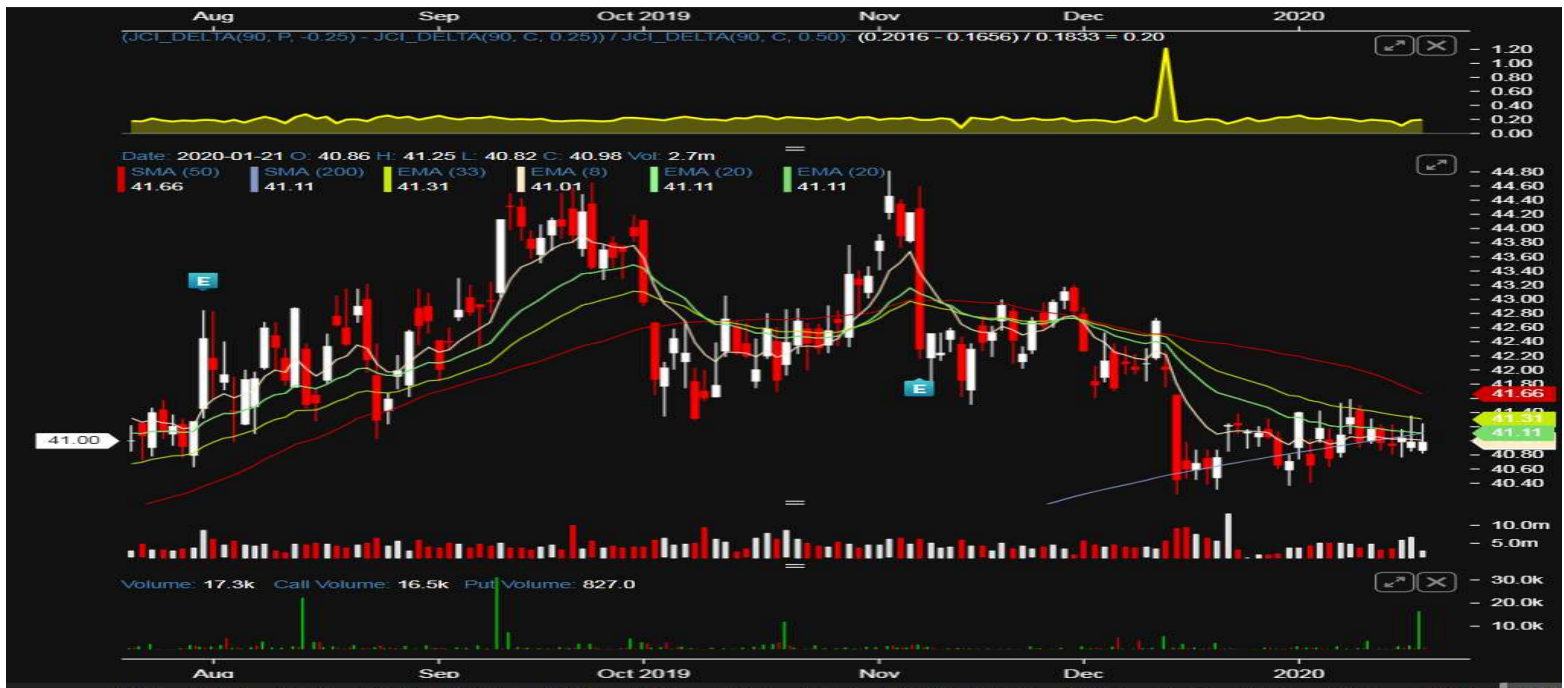 Aug Sep Oct 2019 Nov Dec 2020
(JCI_DELTA(90, P, -0.25) - JCI_DELTA(90, C, 0.25)) / JCI_DELTA(90, C, 0.50): (0.2016 - 0.1656) / 0.1833 = 0.20
1.20
1.00
0.80
0.60
0.40
0.20
0.00
Date: 2020-01-21 O: 40.86 H: 41.25 L: 40.82 C: 40.98 Vol: 2.7m
SMA (50) SMA (200) EMA (33) EMA (8) EMA (20) EMA (20)
41.66 41.11 41.31 41.01 41.11 41.11
44.80
44.60
44.40
44.20
44.00
43.80
43.60
43.40
E
43.20
43.00
42.80
42.60
42.40
42.20
42.00
41.80
E
41.66
41.40
41.31
41.11
41.00
40.80
40.60
40.40
10.0m
5.0m
Volume: 17.3k Call Volume: 16.5k Put Volume: 827.0
30.0k
20.0k
10.0k
Aug Sep Oct 2019 Nov Dec 2020